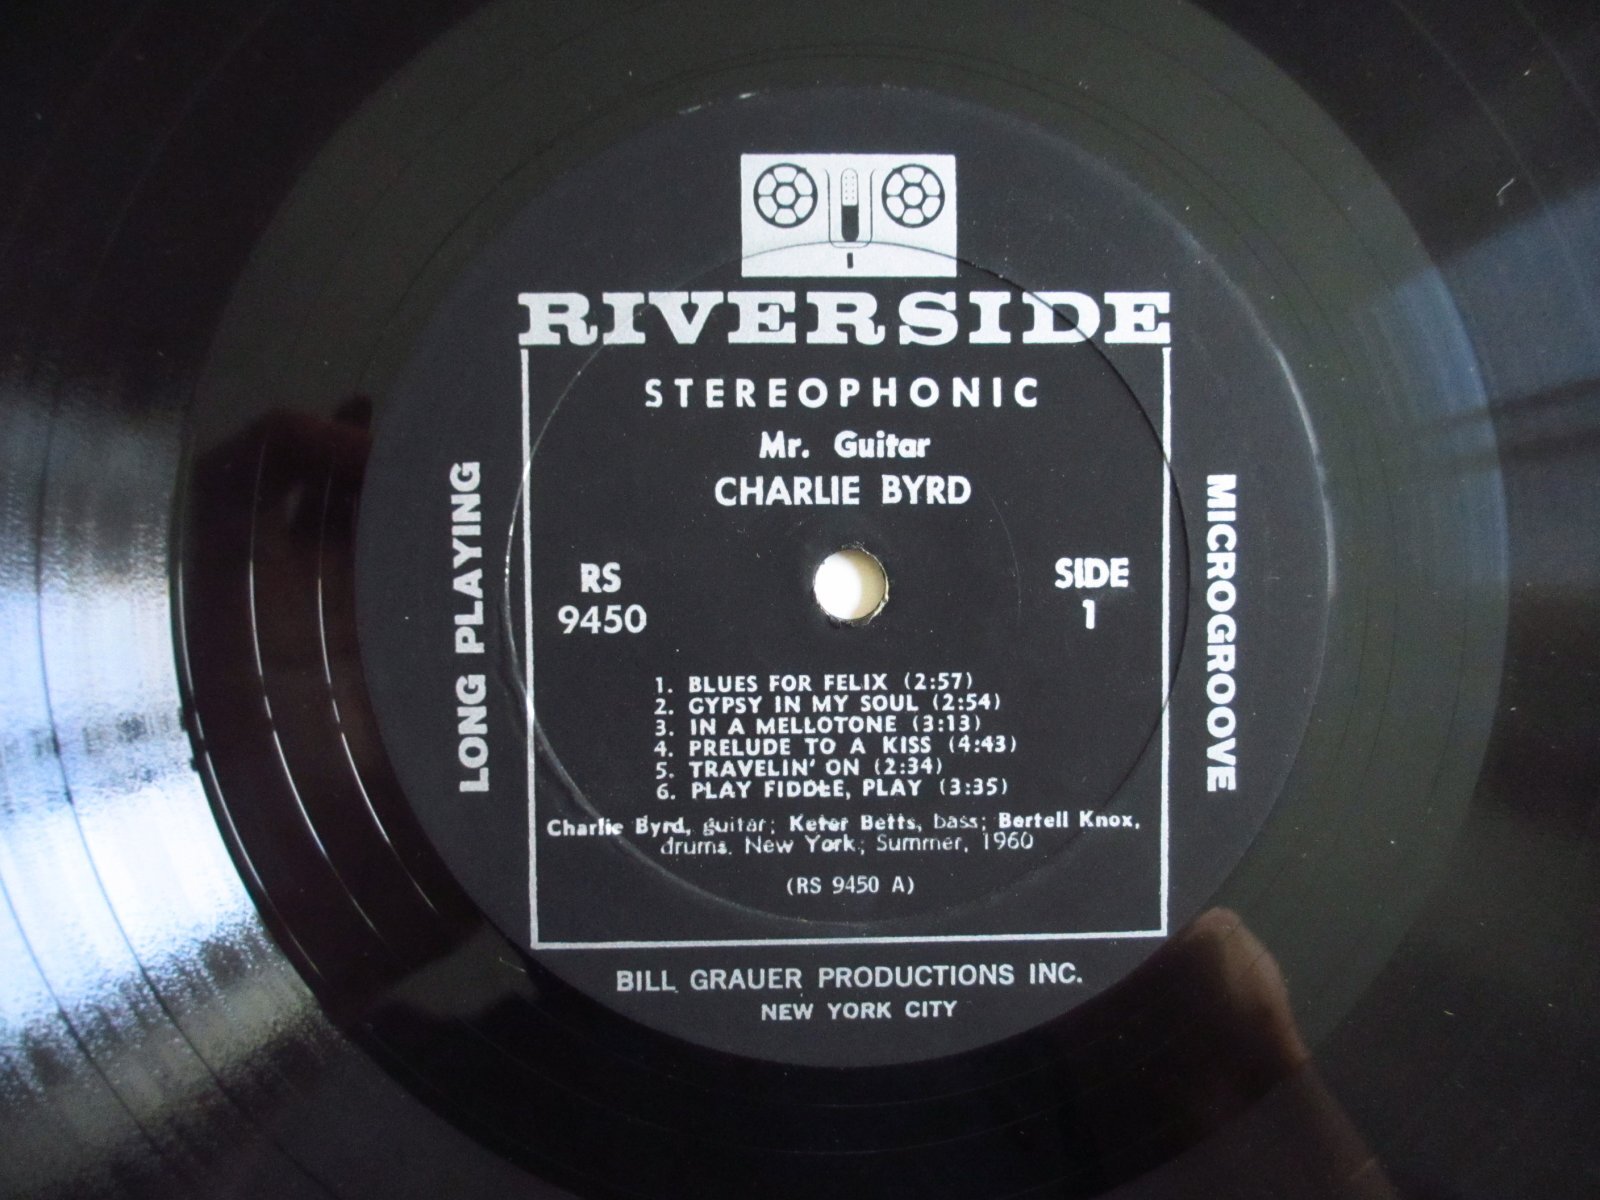 RIVERSIDE
STEREOPHONIC
Mr. Guitar
CHARLIE BYRD
LONG PLAYING
MICROGROOVE
RS
9450
SIDE
1
1. BLUES FOR FELIX (2:57)
2. GYPSY IN MY SOUL (2:54)
3. IN A MELLOTONE (3:13)
4. PRELUDE TO A KISS (4:43)
5. TRAVELIN' ON (2:34)
6. PLAY FIDDLE, PLAY (3:35)
Charlie Byrd, guitar; Keter Betts, bass; Bertell Knox,
drums. New York; Summer, 1960
(RS 9450 A)
BILL GRAUER PRODUCTIONS INC.
NEW YORK CITY